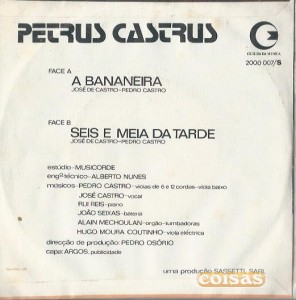 PETRUS CASTRUS
GUILDA DA MUSICA
2000 007/S
FACE A
A BANANEIRA
JOSÉ DE CASTRO-PEDRO CASTRO
FACE B
SEIS E MEIA DA TARDE
JOSÉ CASTRO-PEDRO CASTRO
estúdio-MUSICORDE
engº técnico-ALBERTO NUNES
músicos-PEDRO CASTRO-violas de 6 e 12 cordas-viola baixo
JOSÉ CASTRO-vocal
RUI REIS-piano
JOÃO SEIXAS-bateria
ALAIN MECHOULAN-orgão-tumbadoras
HUGO MOURA COUTINHO-viola eléctrica
direcção de produção: PEDRO OSÓRIO
capa: ARGOS, publicidade
uma produção SASSETTI, SARL
coisas